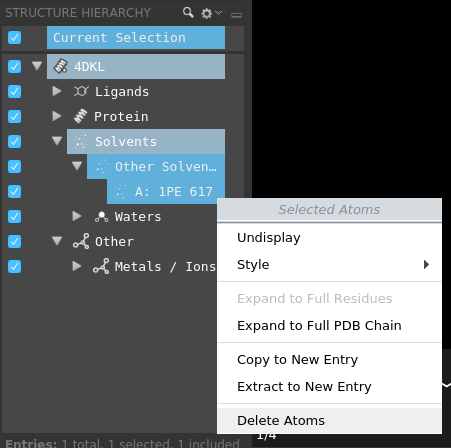 STRUCTURE HIERARCHY
Current Selection
4DKL
Ligands
Protein
Solvents
Other Solven...
A: 1PE 617
Waters
Other
Metals / Ions
Selected Atoms
Undisplay
Style
Expand to Full Residues
Expand to Full PDB Chain
Copy to New Entry
Extract to New Entry
Delete Atoms
1/4
Entries: 1 total, 1 selected, 1 included